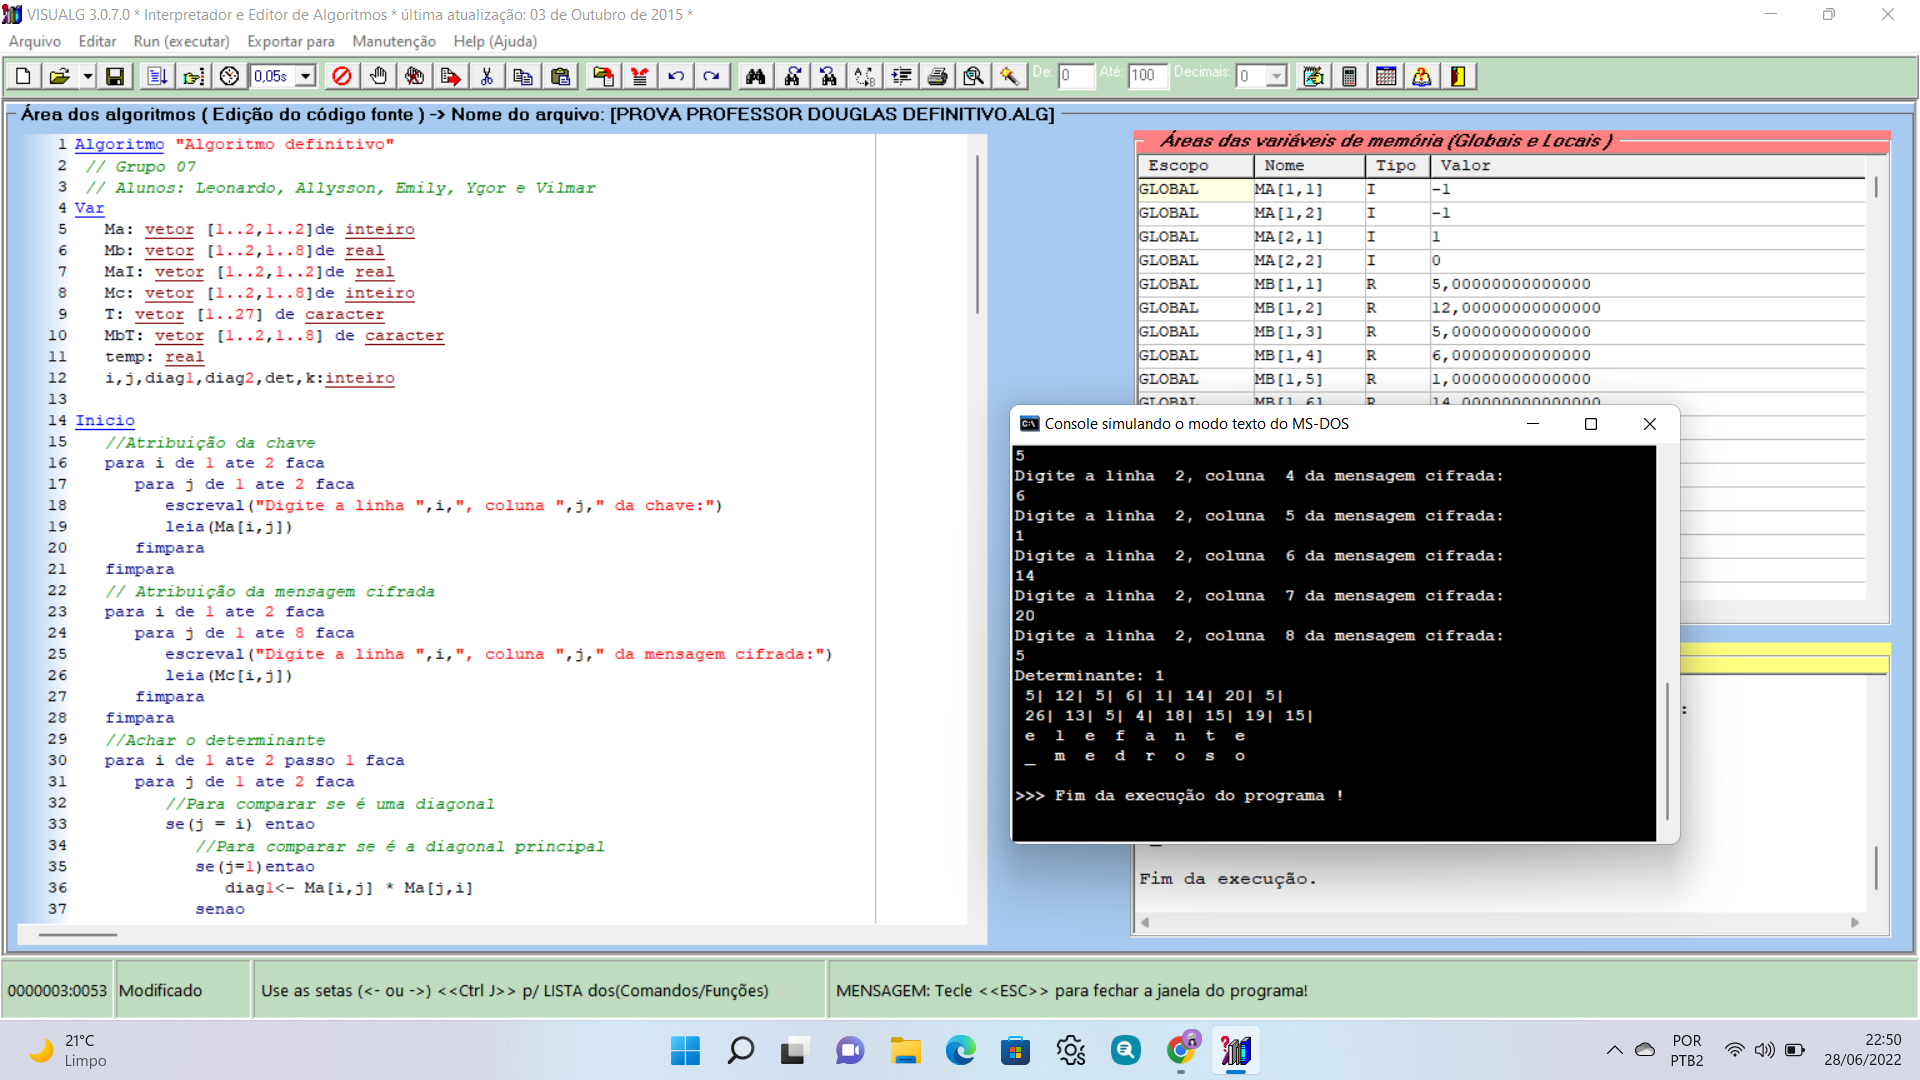 VISUALG 3.0.7.0 * Interpretador e Editor de Algoritmos * última atualização: 03 de Outubro de 2015 *
Arquivo Editar Run (executar) Exportar para Manutenção Help (Ajuda)
0,05s De: 0 Até: 100 Decimais: 0
Área dos algoritmos ( Edição do código fonte ) -> Nome do arquivo: [PROVA PROFESSOR DOUGLAS DEFINITIVO.ALG]
1 Algoritmo "Algoritmo definitivo"
2 // Grupo 07
3 // Alunos: Leonardo, Allysson, Emily, Ygor e Vilmar
4 Var
5 Ma: vetor [1..2,1..2]de inteiro
6 Mb: vetor [1..2,1..8]de real
7 MaI: vetor [1..2,1..2]de real
8 Mc: vetor [1..2,1..8]de inteiro
9 T: vetor [1..27] de caracter
10 MbT: vetor [1..2,1..8] de caracter
11 temp: real
12 i,j,diag1,diag2,det,k:inteiro
13
14 Inicio
15 //Atribuição da chave
16 para i de 1 ate 2 faca
17 para j de 1 ate 2 faca
18 escreval("Digite a linha ",i,", coluna ",j," da chave:")
19 leia(Ma[i,j])
20 fimpara
21 fimpara
22 // Atribuição da mensagem cifrada
23 para i de 1 ate 2 faca
24 para j de 1 ate 8 faca
25 escreval("Digite a linha ",i,", coluna ",j," da mensagem cifrada:")
26 leia(Mc[i,j])
27 fimpara
28 fimpara
29 //Achar o determinante
30 para i de 1 ate 2 passo 1 faca
31 para j de 1 ate 2 faca
32 //Para comparar se é uma diagonal
33 se(j = i) entao
34 //Para comparar se é a diagonal principal
35 se(j=1)entao
36 diag1<- Ma[i,j] * Ma[j,i]
37 senao
Áreas das variáveis de memória (Globais e Locais )
Escopo Nome Tipo Valor
GLOBAL MA[1,1] I -1
GLOBAL MA[1,2] I -1
GLOBAL MA[2,1] I 1
GLOBAL MA[2,2] I 0
GLOBAL MB[1,1] R 5,00000000000000
GLOBAL MB[1,2] R 12,00000000000000
GLOBAL MB[1,3] R 5,00000000000000
GLOBAL MB[1,4] R 6,00000000000000
GLOBAL MB[1,5] R 1,00000000000000
GLOBAL MB[1,6] R 14,00000000000000
Console simulando o modo texto do MS-DOS
5
Digite a linha 2, coluna 4 da mensagem cifrada:
6
Digite a linha 2, coluna 5 da mensagem cifrada:
1
Digite a linha 2, coluna 6 da mensagem cifrada:
14
Digite a linha 2, coluna 7 da mensagem cifrada:
20
Digite a linha 2, coluna 8 da mensagem cifrada:
5
Determinante: 1
5| 12| 5| 6| 1| 14| 20| 5|
26| 13| 5| 4| 18| 15| 19| 15|
e l e f a n t e
_ m e d r o s o
>>> Fim da execução do programa !
:
Fim da execução.
0000003:0053 Modificado Use as setas (<- ou ->) <<Ctrl J>> p/ LISTA dos(Comandos/Funções) MENSAGEM: Tecle <<ESC>> para fechar a janela do programa!
21°C
Limpo
POR
PTB2
22:50
28/06/2022